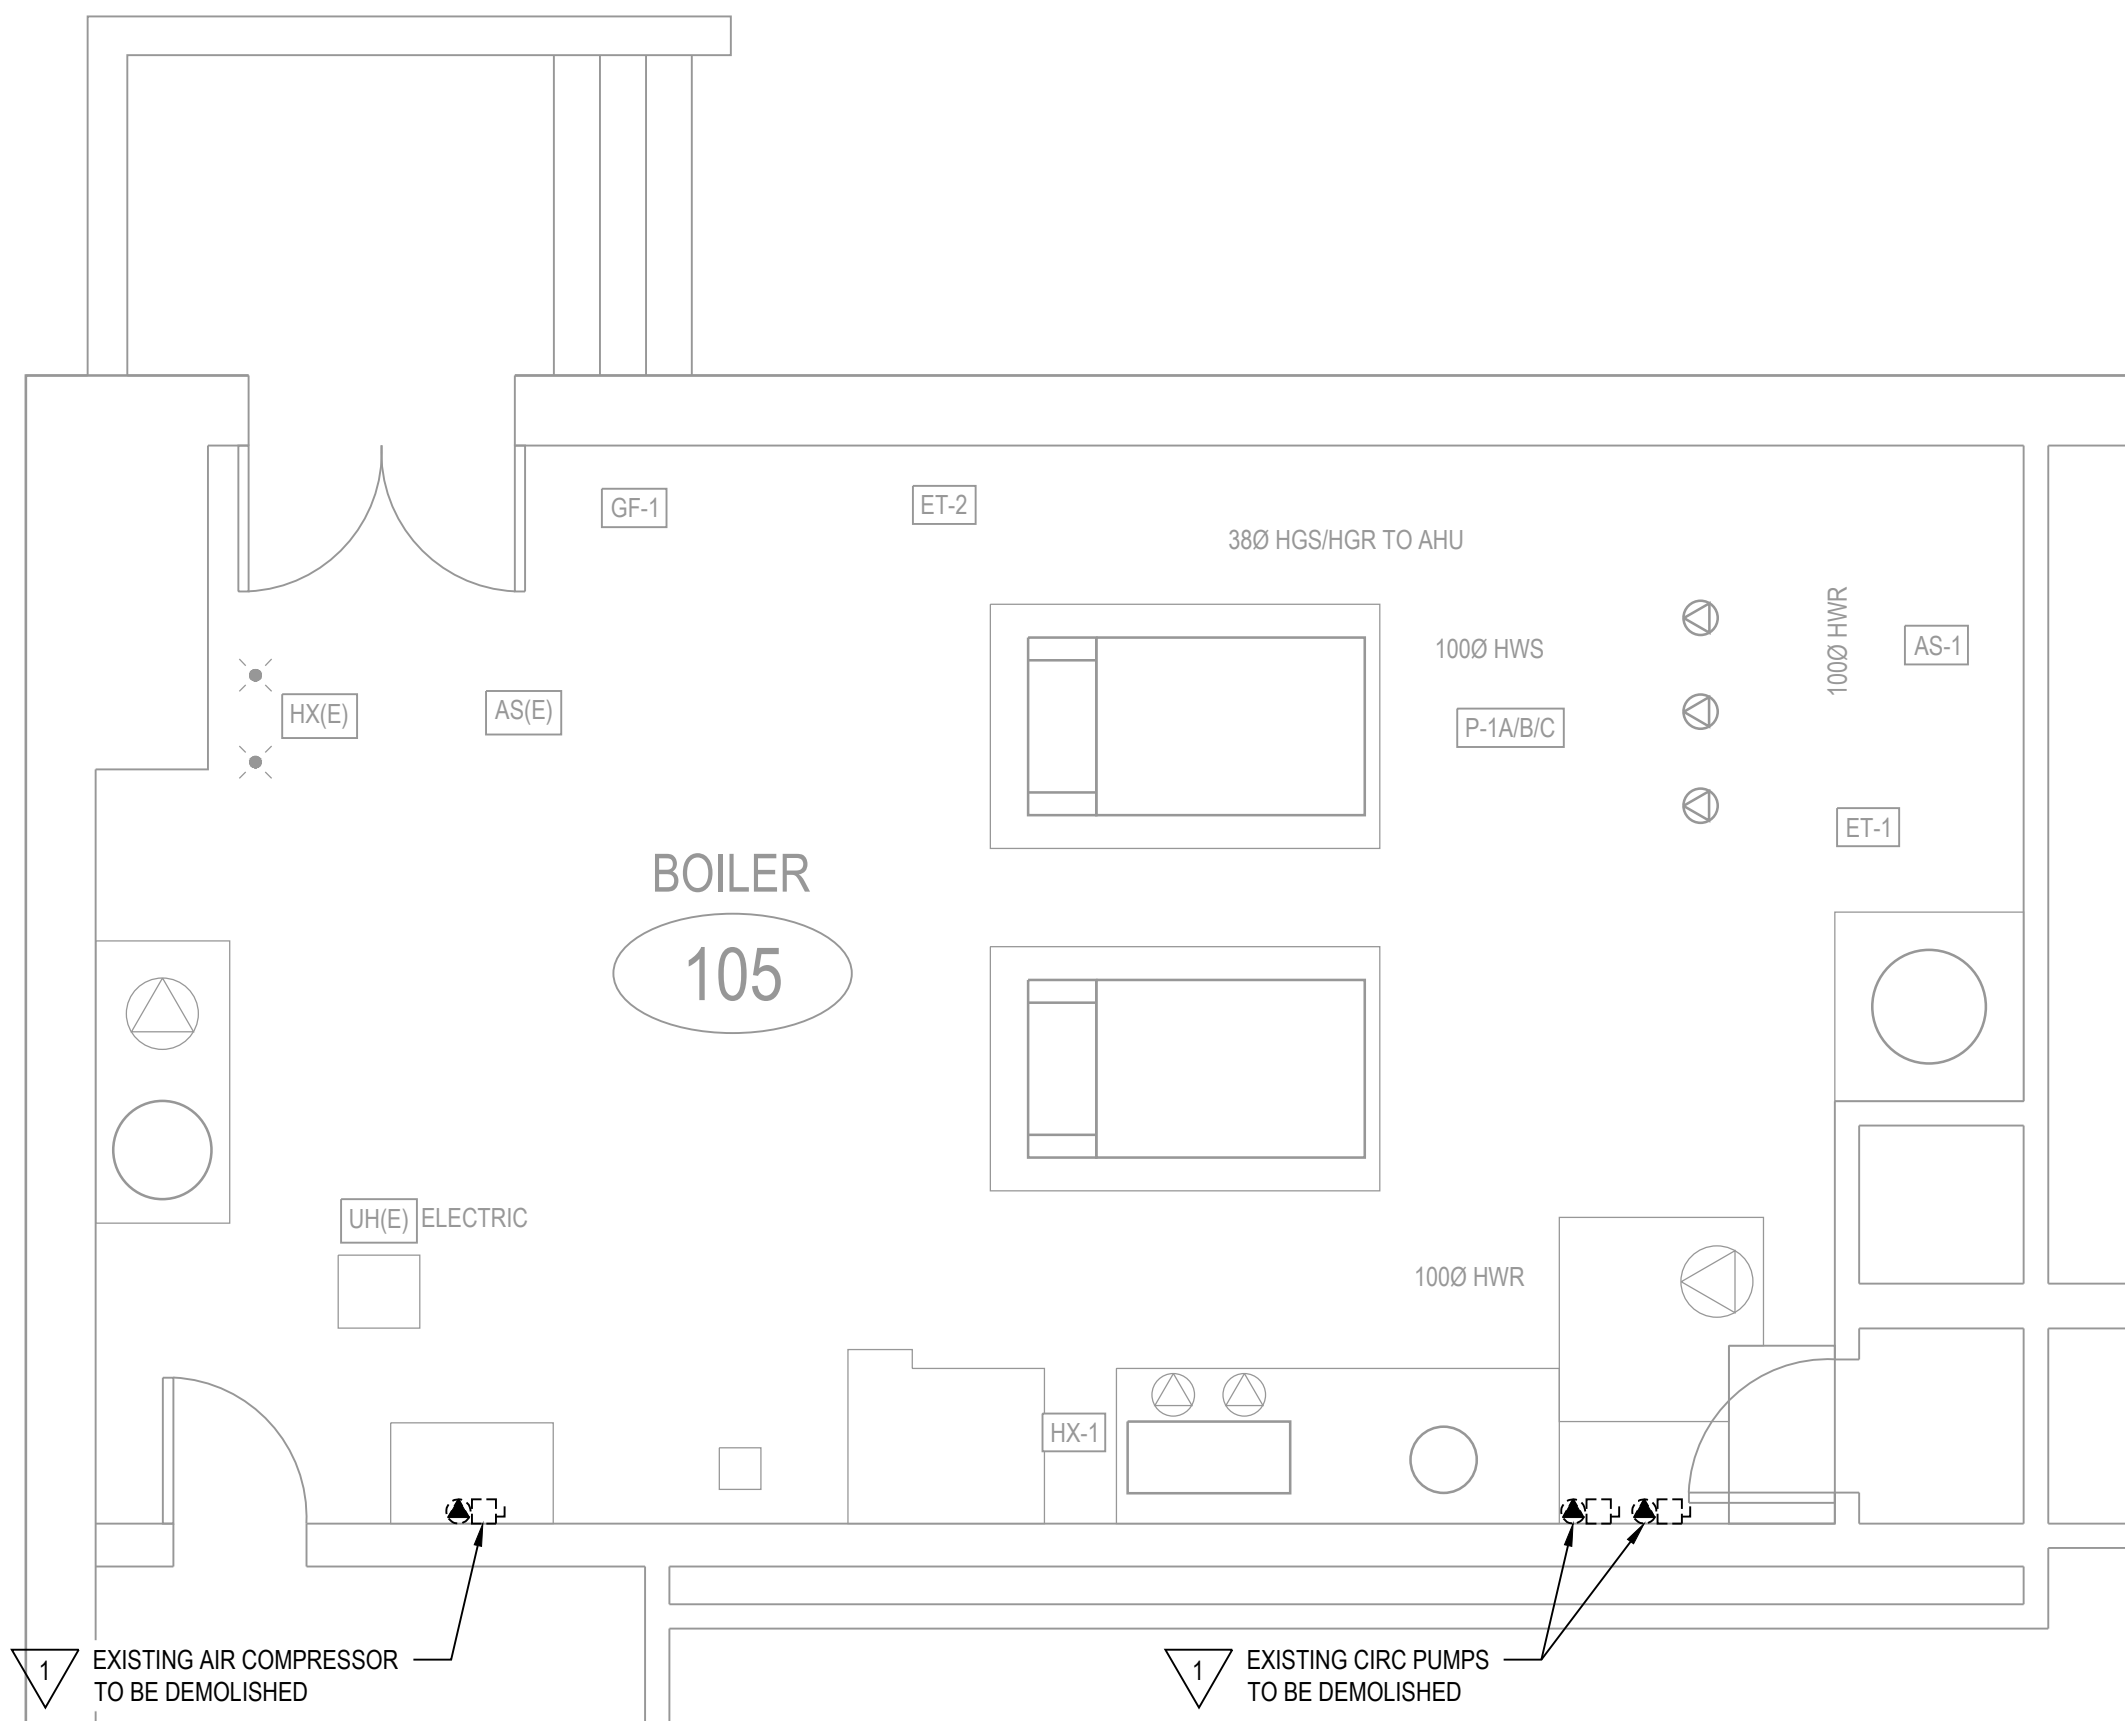 GF-1
ET-2
38Ø HGS/HGR TO AHU
100Ø HWS
100Ø HWR
AS-1
HX(E)
AS(E)
P-1A/B/C
ET-1
BOILER
105
UH(E) ELECTRIC
100Ø HWR
HX-1
1 EXISTING AIR COMPRESSOR
TO BE DEMOLISHED
1 EXISTING CIRC PUMPS
TO BE DEMOLISHED